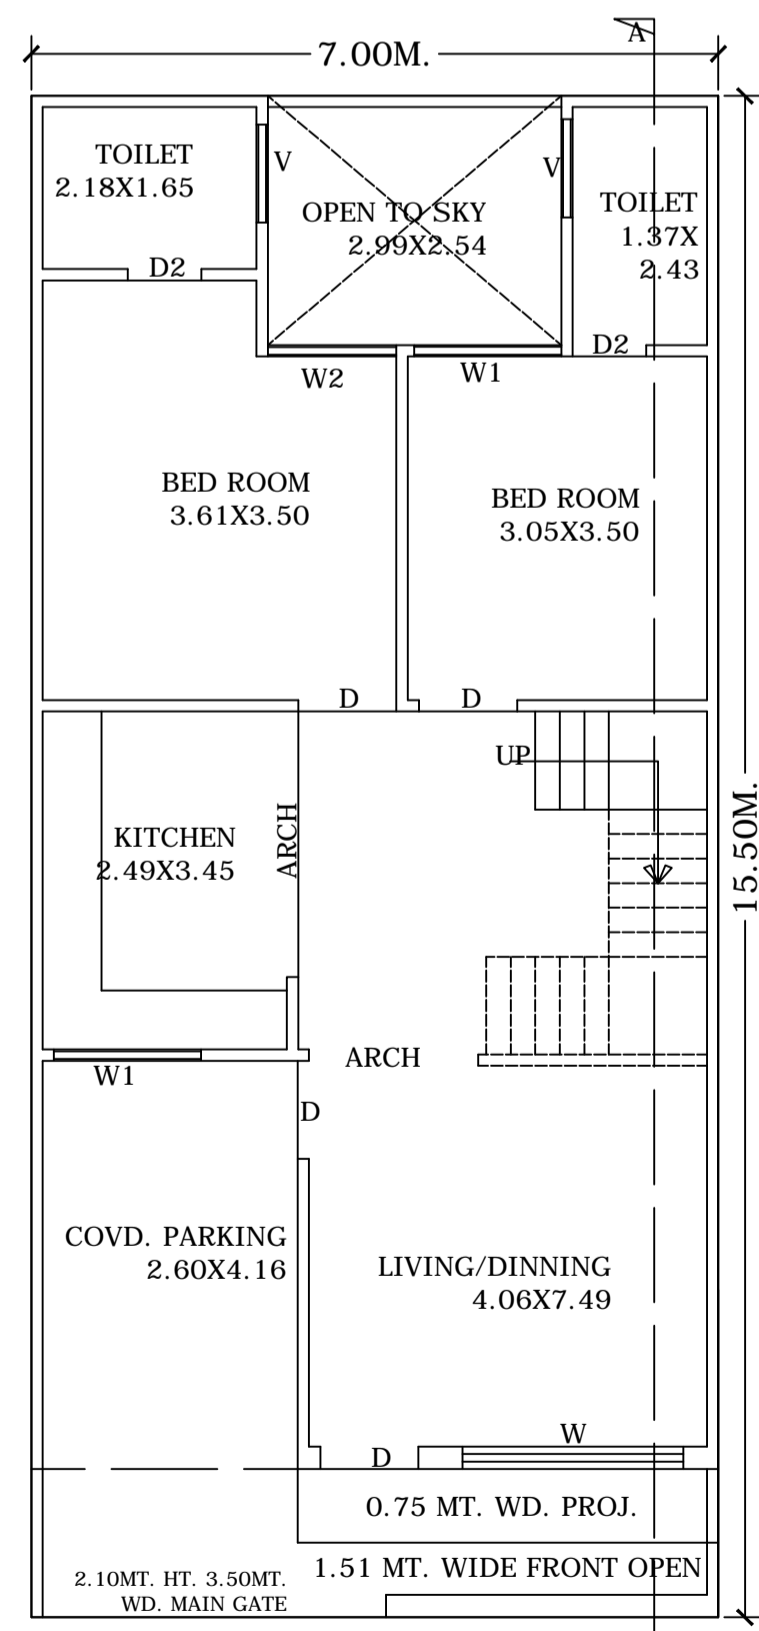 A
7.00M.
TOILET
2.18X1.65
V
V
OPEN TO SKY
2.99X2.54
TOILET
1.37X
2.43
D2
D2
W2
W1
BED ROOM
3.61X3.50
BED ROOM
3.05X3.50
D
D
UP
KITCHEN
2.49X3.45
ARCH
15.50M.
ARCH
W1
D
COVD. PARKING
2.60X4.16
LIVING/DINNING
4.06X7.49
W
D
0.75 MT. WD. PROJ.
1.51 MT. WIDE FRONT OPEN
2.10MT. HT. 3.50MT.
WD. MAIN GATE